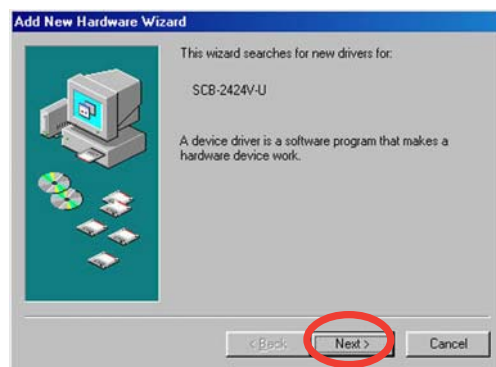 Add New Hardware Wizard
This wizard searches for new drivers for:
SCB-2424V-U
A device driver is a software program that makes a
hardware device work.
< Back
Next >
Cancel